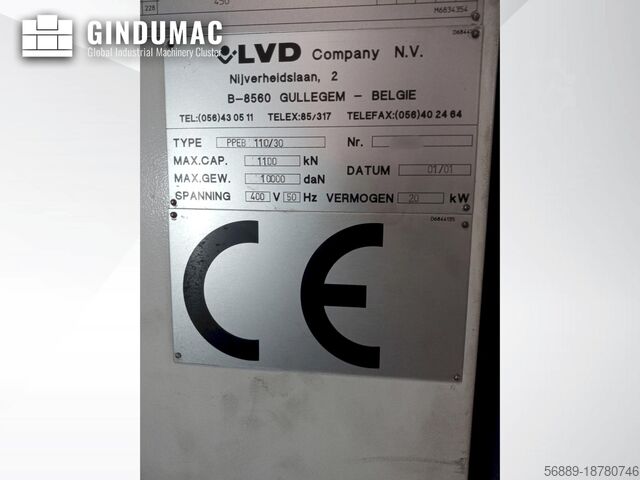 228
450
M6834354
GINDUMAC
Global Industrial Machinery Cluster
LVD Company N.V.
Nijverheidslaan, 2
B-8560 GULLEGEM - BELGIE
TEL:(056)43 05 11 TELEX:85/317 TELEFAX:(056)40 24 64
TYPE PPEB 110/30 Nr.
MAX.CAP. 1100 kN
MAX.GEW. 10000 daN DATUM 01/01
SPANNING 400 V 50 Hz VERMOGEN 20 kW
D6844195
CE
56889-18780746